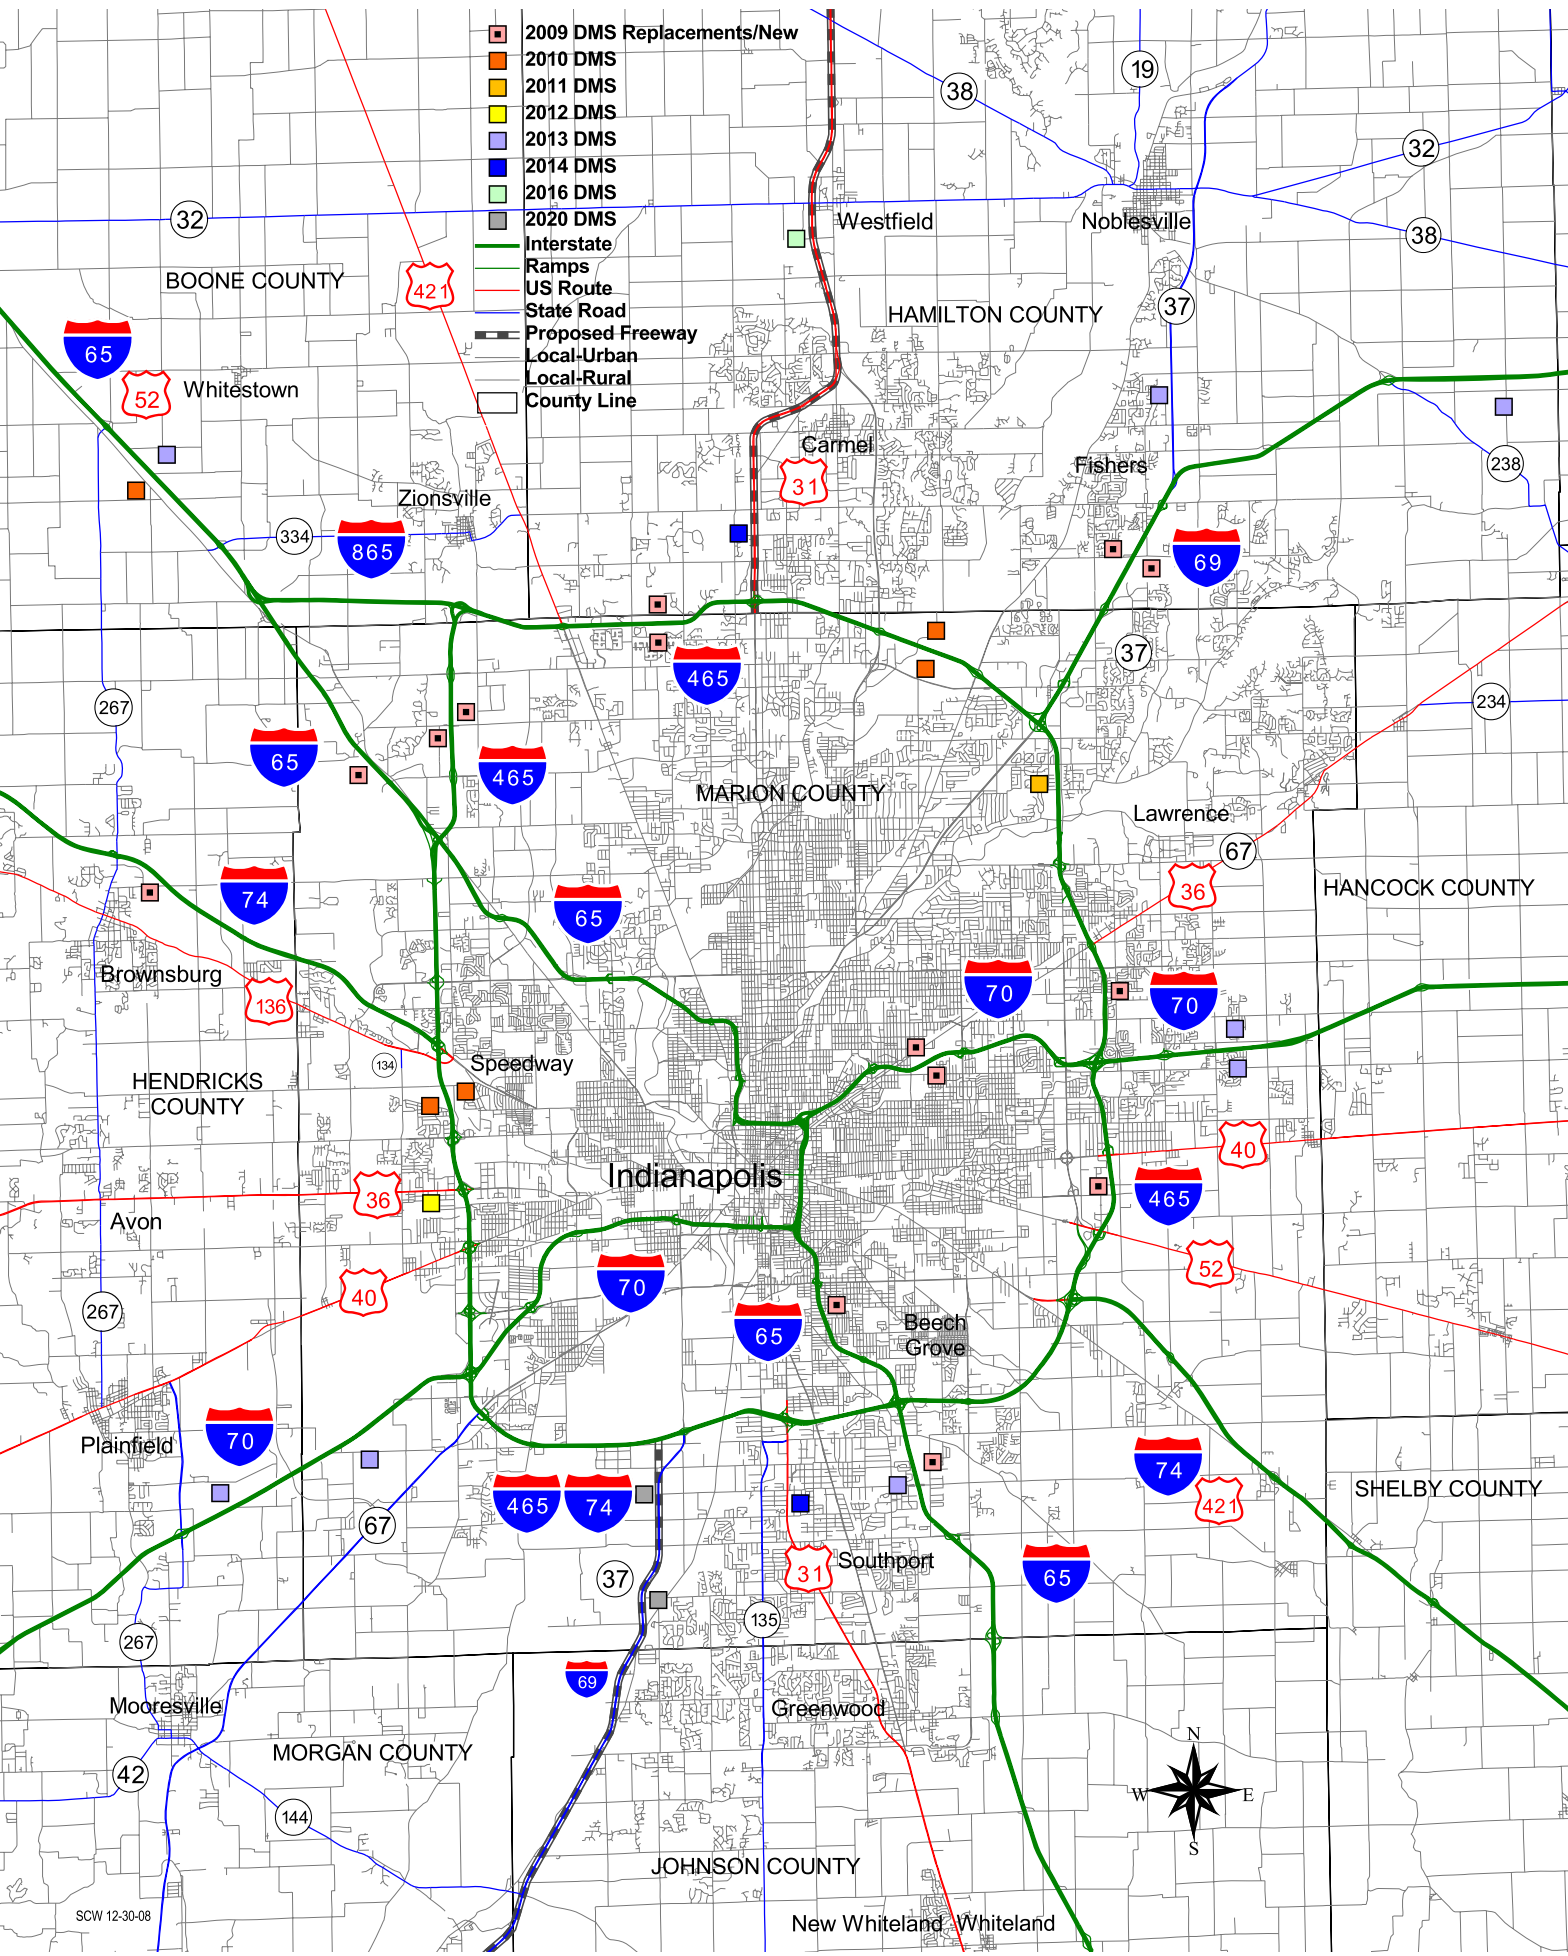 2009 DMS Replacements/New
2010 DMS
2011 DMS
2012 DMS
2013 DMS
2014 DMS
2016 DMS
2020 DMS
Interstate
Ramps
US Route
State Road
Proposed Freeway
Local-Urban
Local-Rural
County Line
19
38
32
32
Westfield
Noblesville
38
BOONE COUNTY
421
HAMILTON COUNTY
37
65
52
Whitestown
Carmel
31
Fishers
238
Zionsville
334
865
69
37
465
267
234
65
465
MARION COUNTY
Lawrence
67
74
65
36
HANCOCK COUNTY
Brownsburg
136
70
70
134
Speedway
HENDRICKS
COUNTY
40
Indianapolis
36
465
Avon
52
40
70
267
65
Beech
Grove
70
Plainfield
74
465
74
421
SHELBY COUNTY
67
37
31
Southport
65
267
135
69
Mooresville
Greenwood
MORGAN COUNTY
N
42
W
E
144
S
JOHNSON COUNTY
SCW 12-30-08
New Whiteland
Whiteland